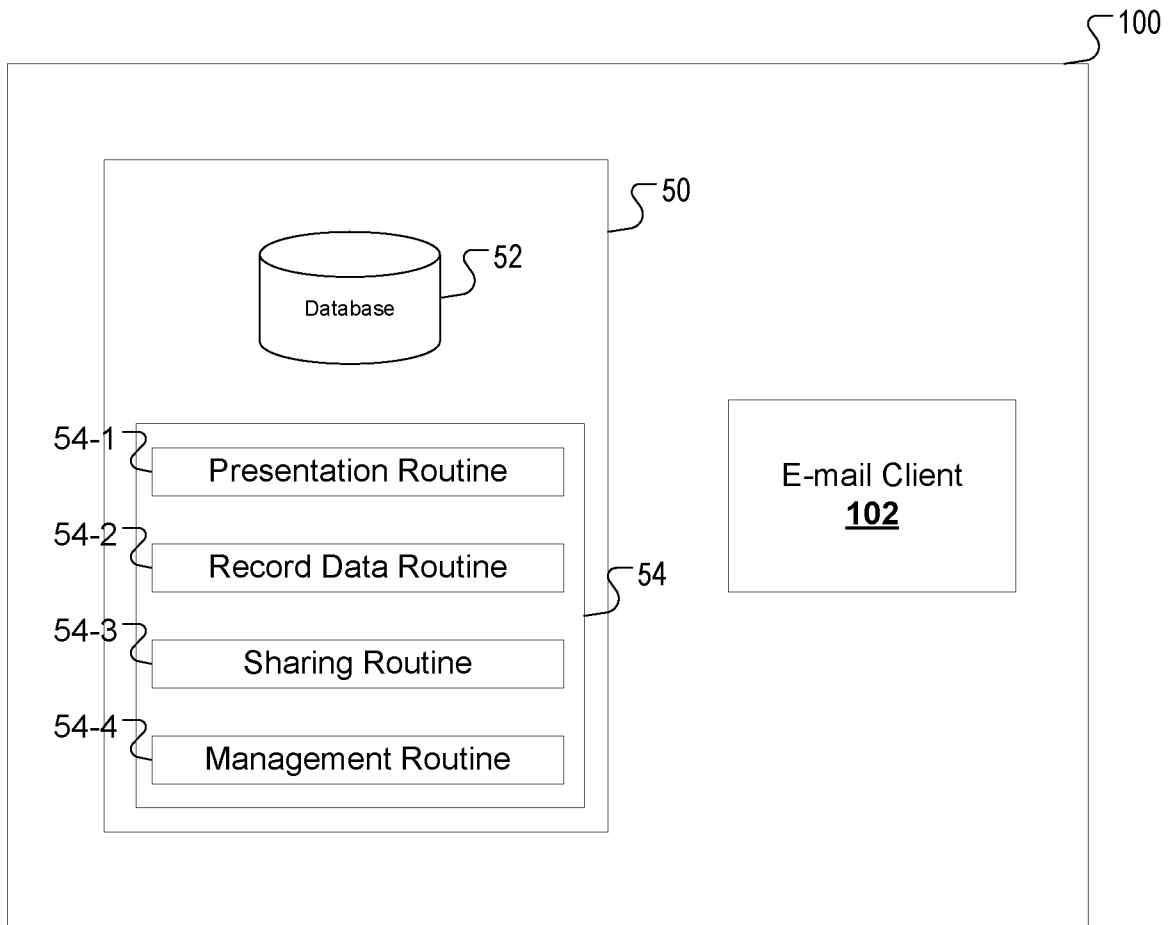 100
50
52
Database
54-1
Presentation Routine
E-mail Client
102
54-2
Record Data Routine
54
54-3
Sharing Routine
54-4
Management Routine